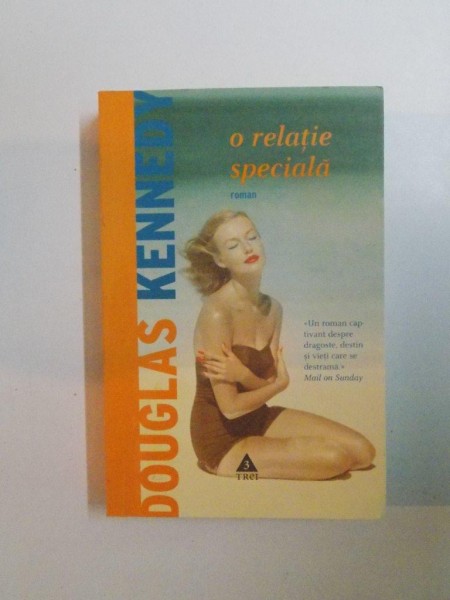 DOUGLAS KENNEDY
o relație
specială
roman
«Un roman cap
tivant despre
dragoste, destin
și vieți care se
destramă.»
Mail on Sunday
3
TREI